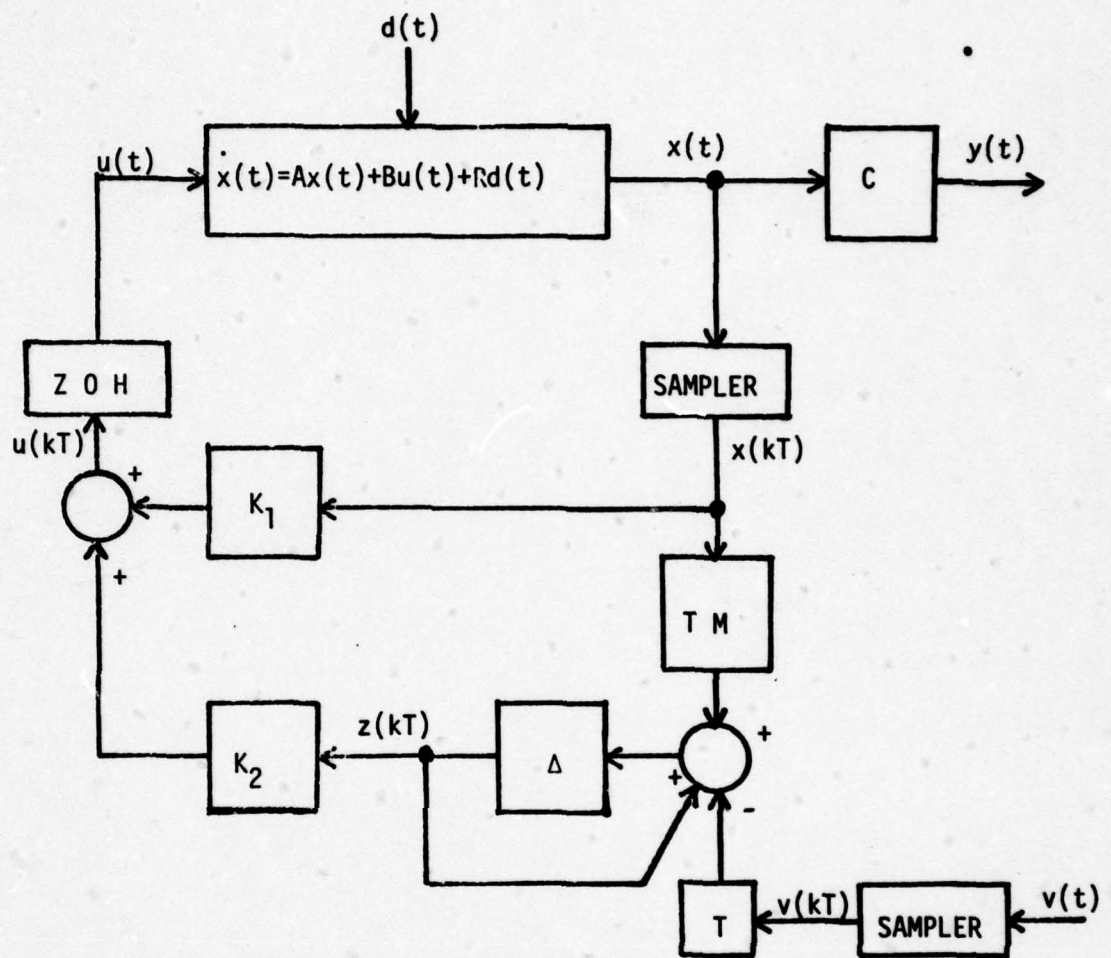 d(t)
u(t)
ẋ(t)=Ax(t)+Bu(t)+Rd(t)
x(t)
C
y(t)
Z O H
SAMPLER
u(kT)
x(kT)
+
K₁
+
T M
z(kT)
+
K₂
Δ
+
-
T
v(kT)
SAMPLER
v(t)